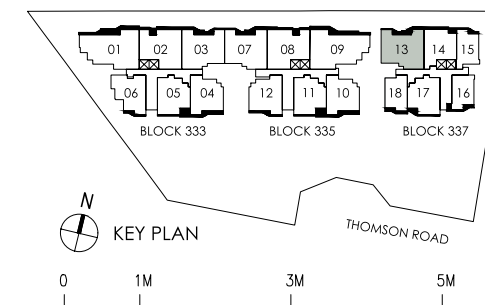 01 02 03 07 08 09 13 14 15
06 05 04 12 11 10 18 17 16
BLOCK 333 BLOCK 335 BLOCK 337
N
KEY PLAN
THOMSON ROAD
0 1M 3M 5M